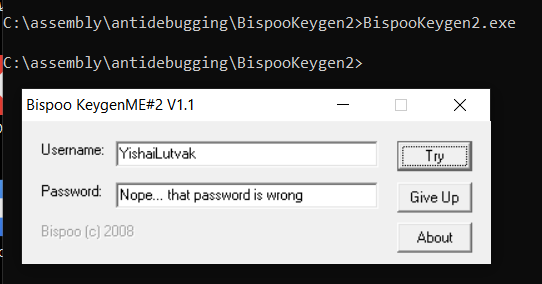 C:\assembly\antidebugging\BispooKeygen2>BispooKeygen2.exe
C:\assembly\antidebugging\BispooKeygen2>
Bispoo KeygenME#2 V1.1
Username: YishaiLutvak Try
Password: Nope... that password is wrong Give Up
Bispoo (c) 2008 About